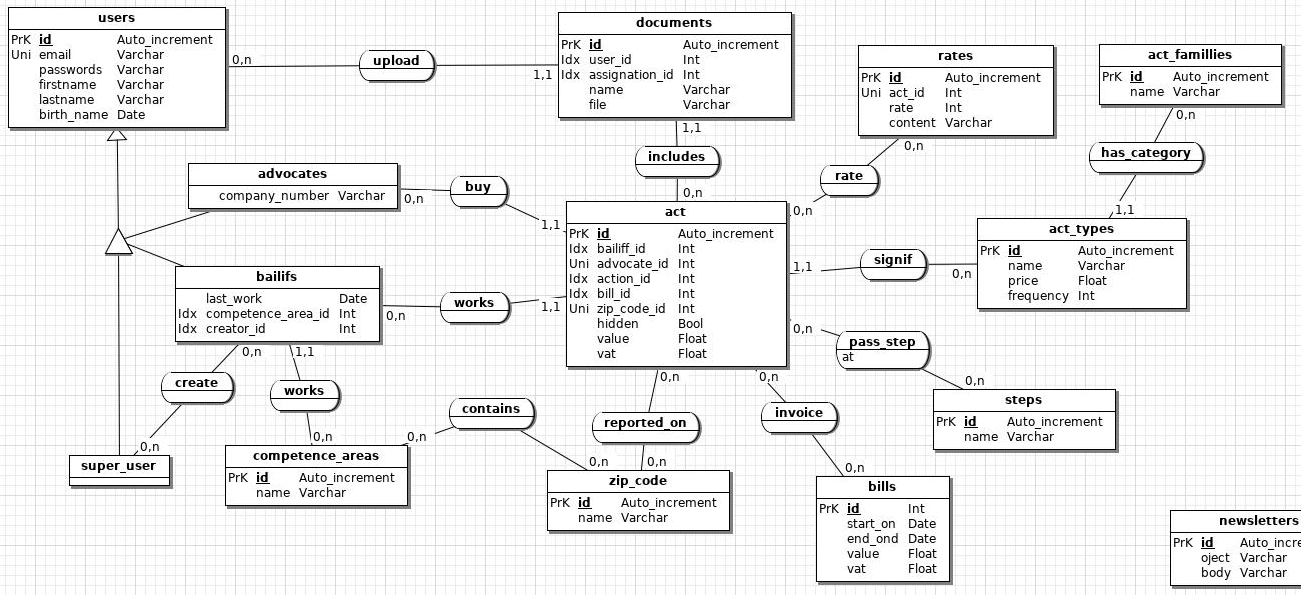 users
PrK id Auto_increment
Uni email Varchar
passwords Varchar
firstname Varchar
lastname Varchar
birth_name Date
0,n
upload
1,1
documents
PrK id Auto_increment
Idx user_id Int
Idx assignation_id Int
name Varchar
file Varchar
1,1
includes
0,n
rates
PrK id Auto_increment
Uni act_id Int
rate Int
content Varchar
0,n
rate
0,n
act_famillies
PrK id Auto_increment
name Varchar
0,n
has_category
1,1
advocates
company_number Varchar
0,n
buy
1,1
act
PrK id Auto_increment
Idx bailiff_id Int
Uni advocate_id Int
Idx action_id Int
Idx bill_id Int
Uni zip_code_id Int
hidden Bool
value Float
vat Float
1,1
signif
0,n
act_types
PrK id Auto_increment
name Varchar
price Float
frequency Int
bailifs
last_work Date
Idx competence_area_id Int
Idx creator_id Int
0,n
works
1,1
0,n
pass_step
at
0,n
steps
PrK id Auto_increment
name Varchar
0,n
create
0,n
super_user
1,1
works
0,n
competence_areas
PrK id Auto_increment
name Varchar
0,n
contains
0,n
0,n
reported_on
0,n
zip_code
PrK id Auto_increment
name Varchar
0,n
invoice
0,n
bills
PrK id Int
start_on Date
end_ond Date
value Float
vat Float
newsletters
PrK id Auto_incre
oject Varchar
body Varchar